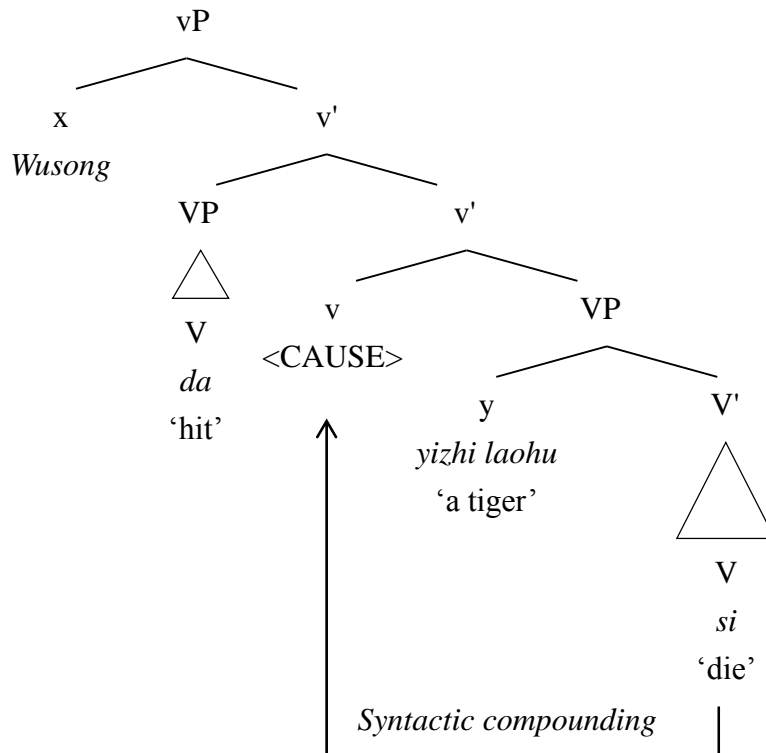 vP
x v'
Wusong
VP v'
V v VP
da <CAUSE>
'hit' y V'
yizhi laohu
'a tiger'
V
si
'die'
Syntactic compounding